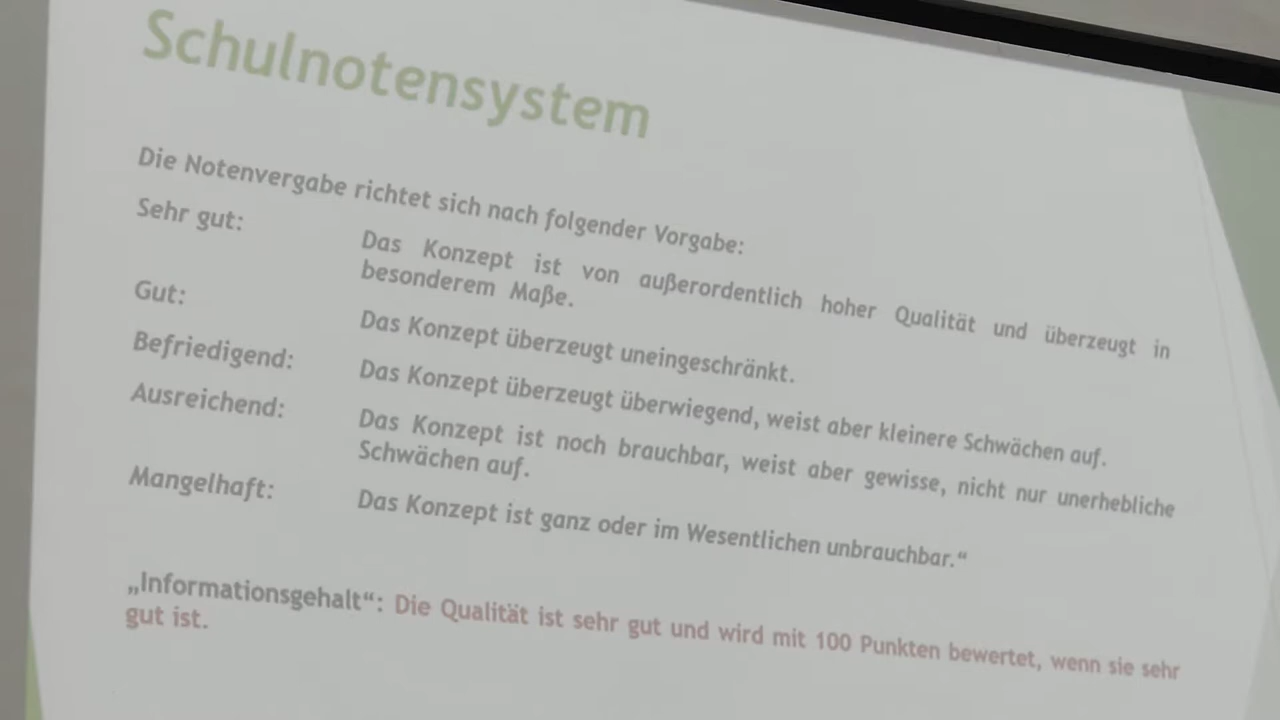 Schulnotensystem
Die Notenvergabe richtet sich nach folgender Vorgabe:
Sehr gut: Das Konzept ist von außerordentlich hoher Qualität und überzeugt in
besonderem Maße.
Gut: Das Konzept überzeugt uneingeschränkt.
Befriedigend: Das Konzept überzeugt überwiegend, weist aber kleinere Schwächen auf.
Ausreichend: Das Konzept ist noch brauchbar, weist aber gewisse, nicht nur unerhebliche
Schwächen auf.
Mangelhaft: Das Konzept ist ganz oder im Wesentlichen unbrauchbar.“
„Informationsgehalt“: Die Qualität ist sehr gut und wird mit 100 Punkten bewertet, wenn sie sehr
gut ist.